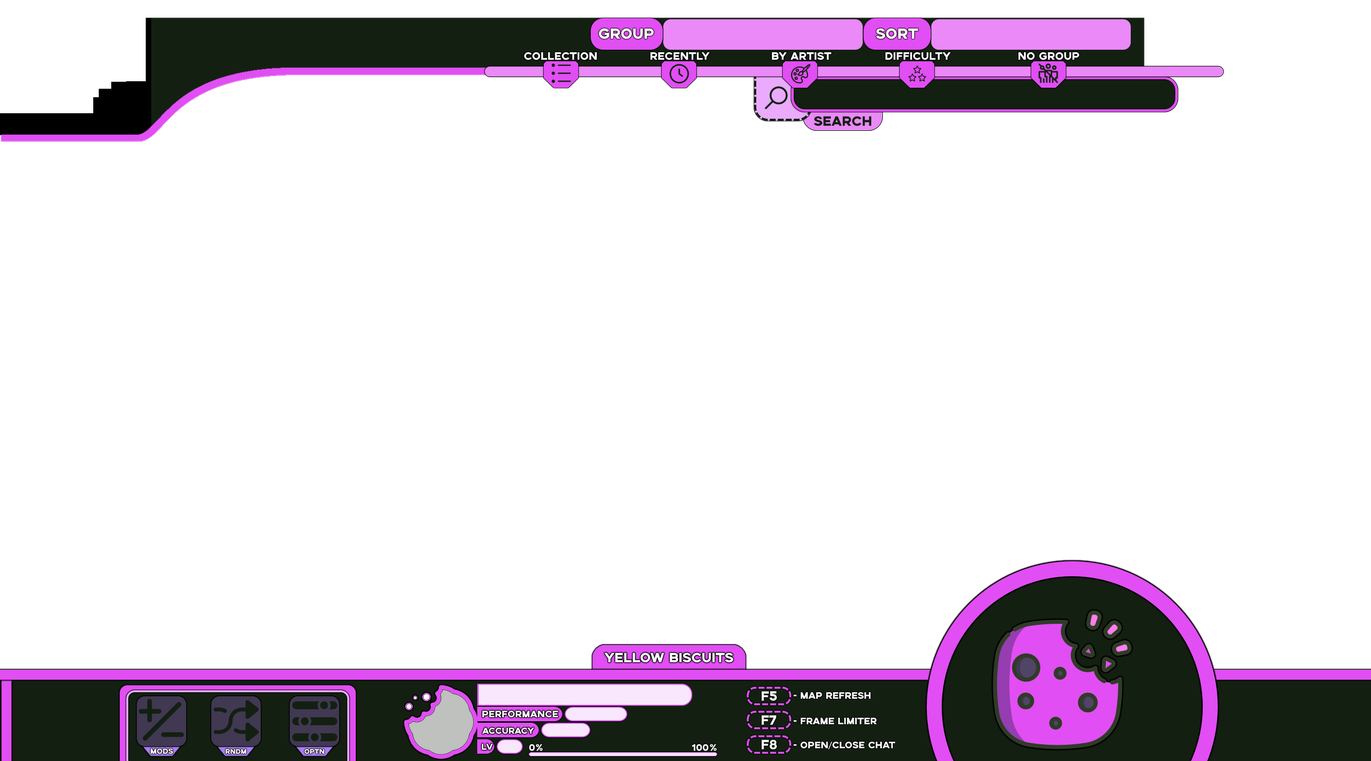 GROUP
SORT
COLLECTION
RECENTLY
BY ARTIST
DIFFICULTY
NO GROUP
SEARCH
YELLOW BISCUITS
MODS
RNDM
OPTN
PERFORMANCE
ACCURACY
LV
0%
100%
F5 - MAP REFRESH
F7 - FRAME LIMITER
F8 - OPEN/CLOSE CHAT